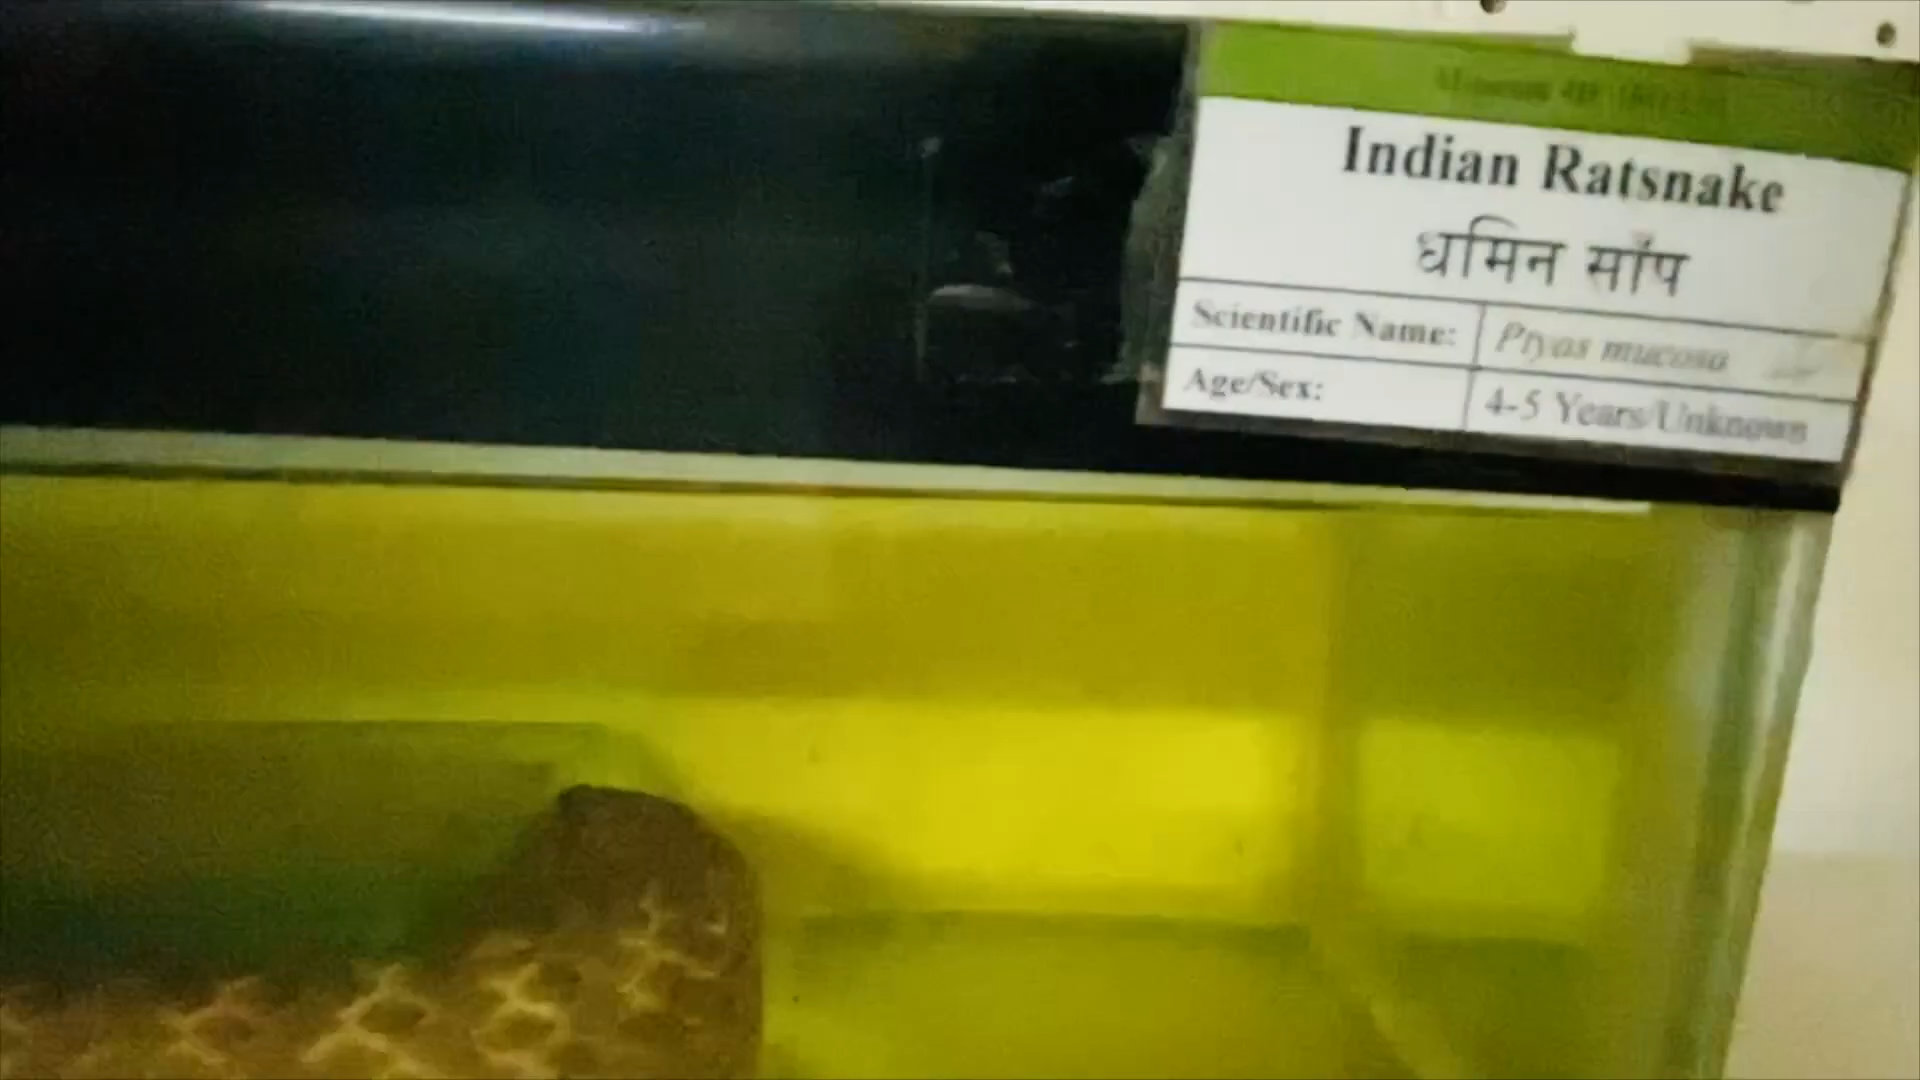 Indian Ratsnake
धमिन साँप
Scientific Name: Ptyas mucosa
Age/Sex: 4-5 Years/Unknown